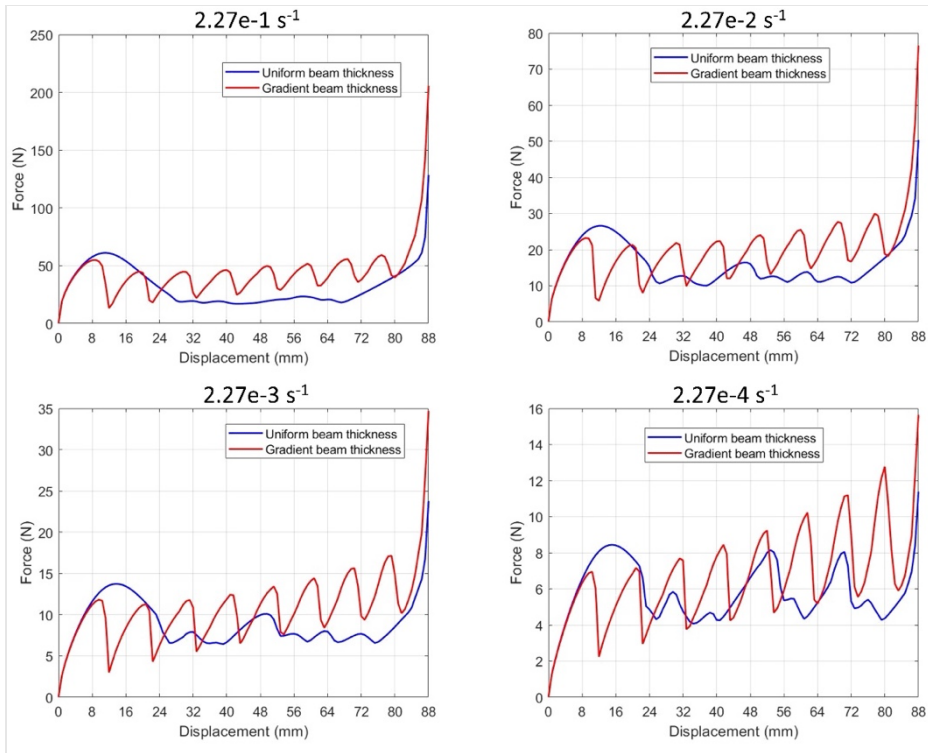 2.27e-1 s-1
250
200
150
100
50
0
Force (N)
Uniform beam thickness
Gradient beam thickness
0 8 16 24 32 40 48 56 64 72 80 88
Displacement (mm)
2.27e-2 s-1
80
70
60
50
40
30
20
10
0
Force (N)
Uniform beam thickness
Gradient beam thickness
0 8 16 24 32 40 48 56 64 72 80 88
Displacement (mm)
2.27e-3 s-1
35
30
25
20
15
10
5
0
Force (N)
Uniform beam thickness
Gradient beam thickness
0 8 16 24 32 40 48 56 64 72 80 88
Displacement (mm)
2.27e-4 s-1
16
14
12
10
8
6
4
2
0
Force (N)
Uniform beam thickness
Gradient beam thickness
0 8 16 24 32 40 48 56 64 72 80 88
Displacement (mm)